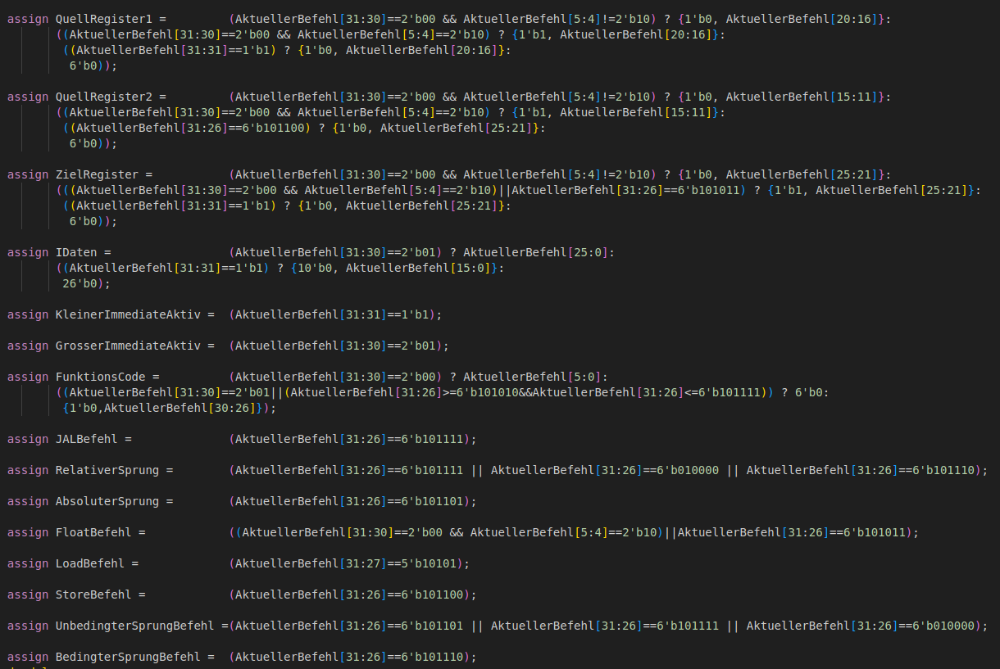 assign QuellRegister1 =         (AktuellerBefehl[31:30]==2'b00 && AktuellerBefehl[5:4]!=2'b10) ? {1'b0, AktuellerBefehl[20:16]}:
       ((AktuellerBefehl[31:30]==2'b00 && AktuellerBefehl[5:4]==2'b10) ? {1'b1, AktuellerBefehl[20:16]}:
        ((AktuellerBefehl[31:31]==1'b1) ? {1'b0, AktuellerBefehl[20:16]}:
         6'b0));

assign QuellRegister2 =         (AktuellerBefehl[31:30]==2'b00 && AktuellerBefehl[5:4]!=2'b10) ? {1'b0, AktuellerBefehl[15:11]}:
       ((AktuellerBefehl[31:30]==2'b00 && AktuellerBefehl[5:4]==2'b10) ? {1'b1, AktuellerBefehl[15:11]}:
        ((AktuellerBefehl[31:26]==6'b101100) ? {1'b0, AktuellerBefehl[25:21]}:
         6'b0));

assign ZielRegister =           (AktuellerBefehl[31:30]==2'b00 && AktuellerBefehl[5:4]!=2'b10) ? {1'b0, AktuellerBefehl[25:21]}:
       (((AktuellerBefehl[31:30]==2'b00 && AktuellerBefehl[5:4]==2'b10)||AktuellerBefehl[31:26]==6'b101011) ? {1'b1, AktuellerBefehl[25:21]}:
        ((AktuellerBefehl[31:31]==1'b1) ? {1'b0, AktuellerBefehl[25:21]}:
         6'b0));

assign IDaten =                 (AktuellerBefehl[31:30]==2'b01) ? AktuellerBefehl[25:0]:
       ((AktuellerBefehl[31:31]==1'b1) ? {10'b0, AktuellerBefehl[15:0]}:
        26'b0);

assign KleinerImmediateAktiv =  (AktuellerBefehl[31:31]==1'b1);

assign GrosserImmediateAktiv =  (AktuellerBefehl[31:30]==2'b01);

assign FunktionsCode =          (AktuellerBefehl[31:30]==2'b00) ? AktuellerBefehl[5:0]:
       ((AktuellerBefehl[31:30]==2'b01||(AktuellerBefehl[31:26]>=6'b101010&&AktuellerBefehl[31:26]<=6'b101111)) ? 6'b0:
        {1'b0,AktuellerBefehl[30:26]});

assign JALBefehl =              (AktuellerBefehl[31:26]==6'b101111);

assign RelativerSprung =        (AktuellerBefehl[31:26]==6'b101111 || AktuellerBefehl[31:26]==6'b010000 || AktuellerBefehl[31:26]==6'b101110);

assign AbsoluterSprung =        (AktuellerBefehl[31:26]==6'b101101);

assign FloatBefehl =            ((AktuellerBefehl[31:30]==2'b00 && AktuellerBefehl[5:4]==2'b10)||AktuellerBefehl[31:26]==6'b101011);

assign LoadBefehl =             (AktuellerBefehl[31:27]==5'b10101);

assign StoreBefehl =            (AktuellerBefehl[31:26]==6'b101100);

assign UnbedingterSprungBefehl =(AktuellerBefehl[31:26]==6'b101101 || AktuellerBefehl[31:26]==6'b101111 || AktuellerBefehl[31:26]==6'b010000);

assign BedingterSprungBefehl =  (AktuellerBefehl[31:26]==6'b101110);